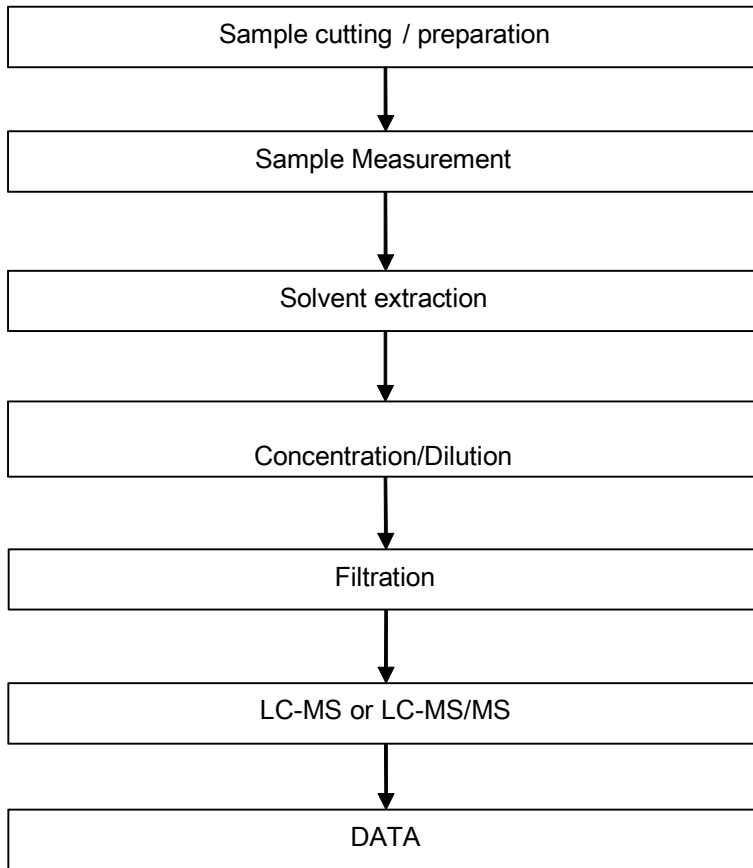 Sample cutting / preparation
Sample Measurement
Solvent extraction
Concentration/Dilution
Filtration
LC-MS or LC-MS/MS
DATA